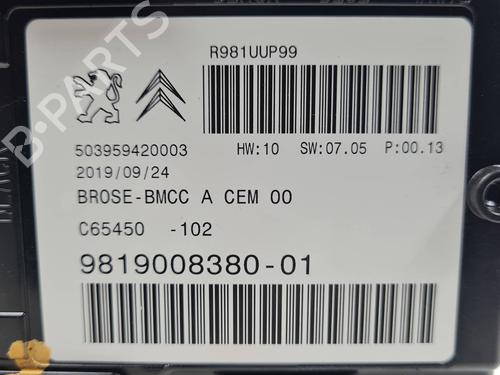 R981UUP99
503959420003 HW:10 SW:07.05 P:00.13
2019/09/24
BROSE-BMCC A CEM 00
C65450 -102
9819008380-01
B-PARTS